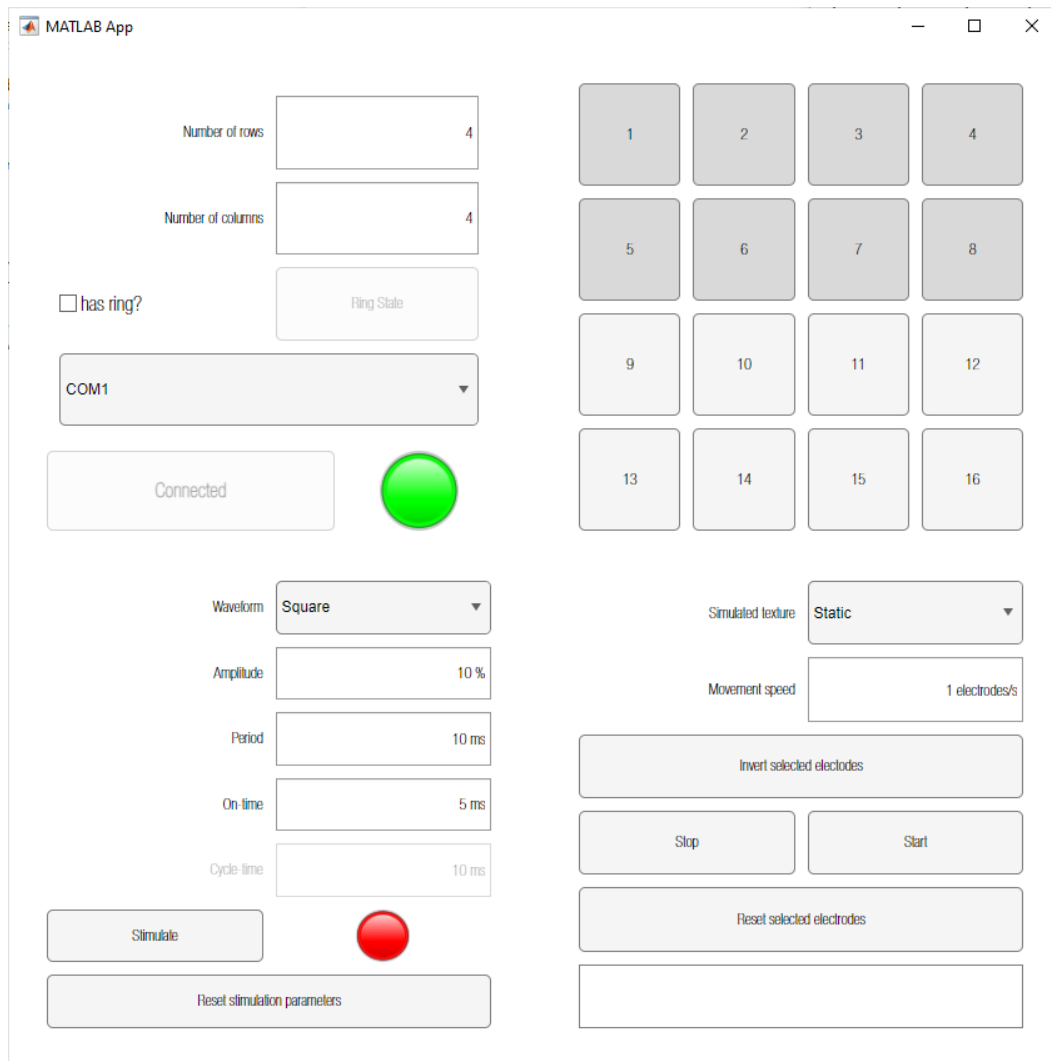 MATLAB App
Number of rows 4
Number of columns 4
has ring? Ring State
COM1
Connected
1 2 3 4
5 6 7 8
9 10 11 12
13 14 15 16
Waveform Square
Amplitude 10 %
Period 10 ms
On-time 5 ms
Cycle-time 10 ms
Stimulate
Reset stimulation parameters
Simulated texture Static
Movement speed 1 electrodes/s
Invert selected electodes
Stop Start
Reset selected electrodes